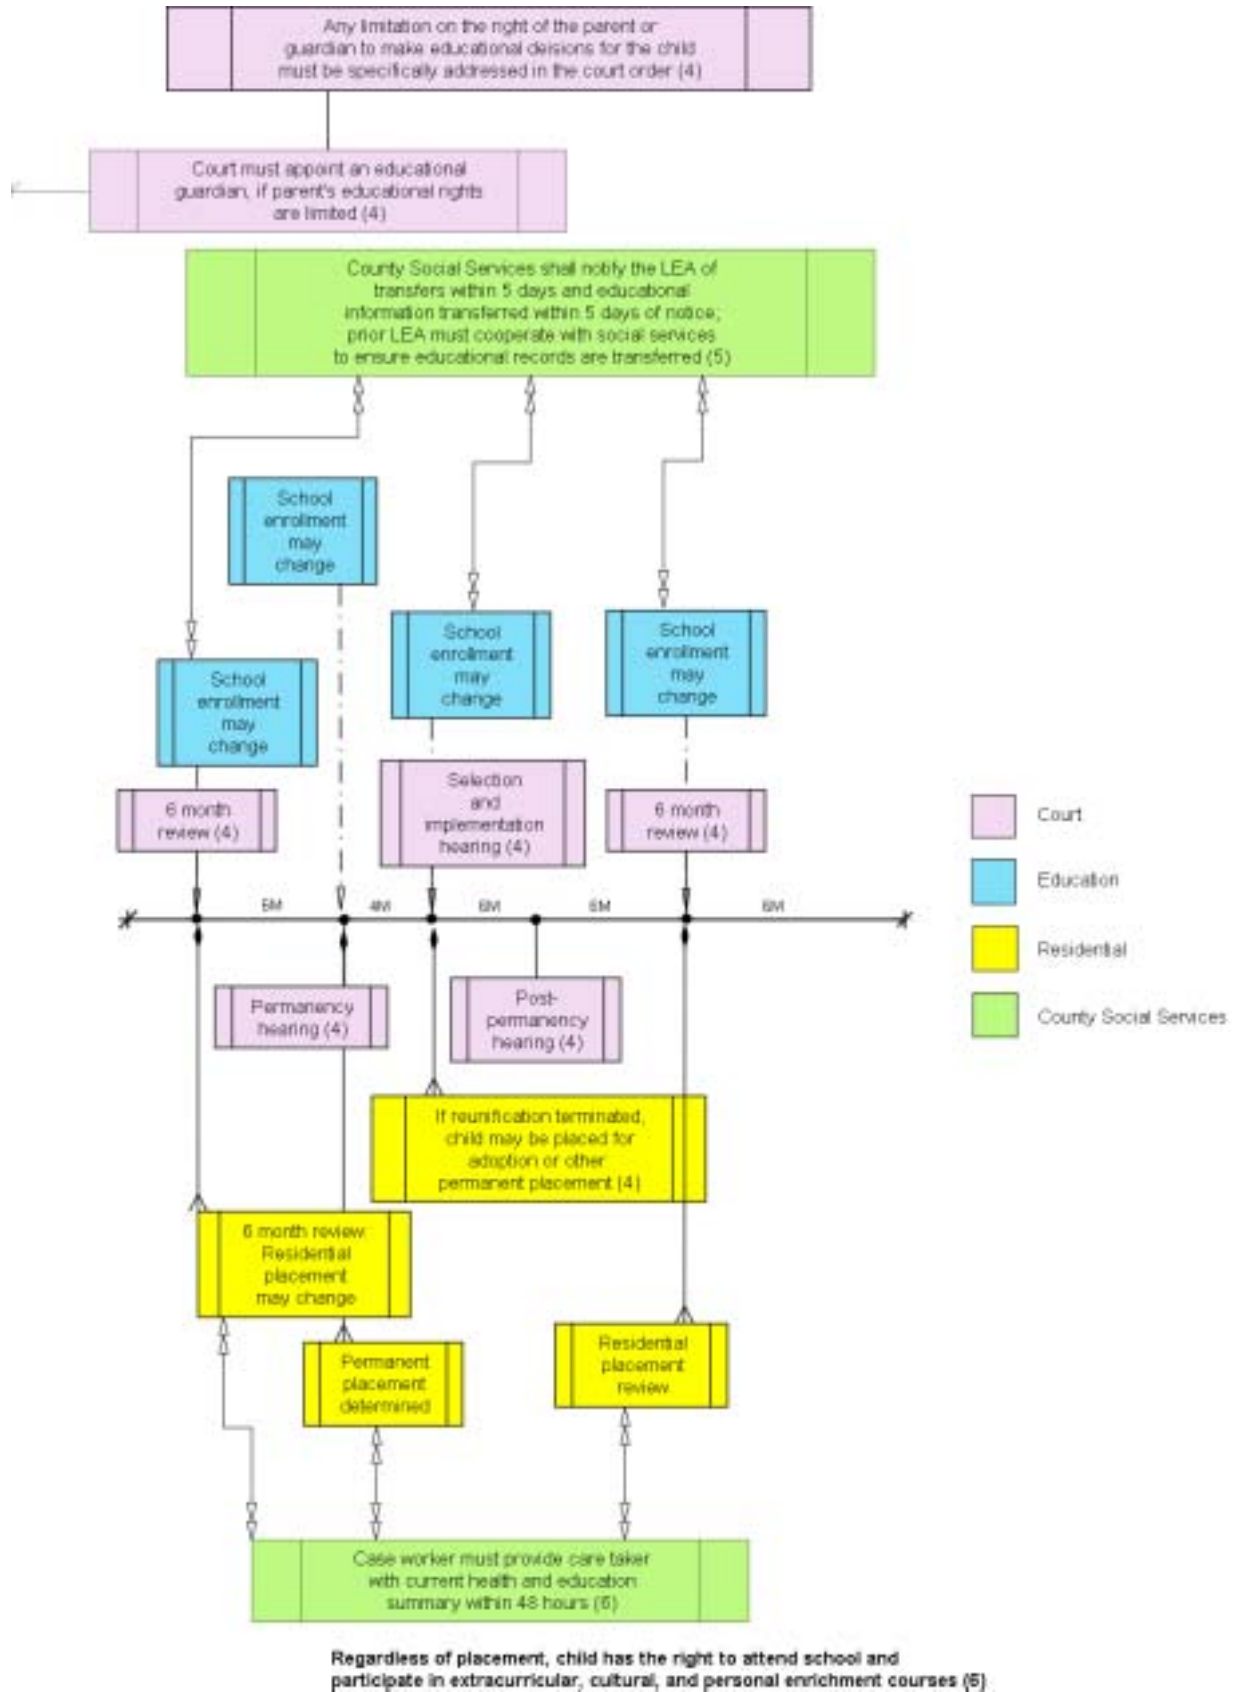 Any limitation on the right of the parent or
guardian to make educational deisions for the child
must be specifically addressed in the court order (4)
Court must appoint an educational
guardian, if parent's educational rights
are limited (4)
County Social Services shall notify the LEA of
transfers within 5 days and educational
information transferred within 5 days of notice;
prior LEA must cooperate with social services
to ensure educational records are transferred (5)
School
enrollment
may
change
School
enrollment
may
change
School
enrollment
may
change
School
enrollment
may
change
6 month
review (4)
Selection
and
implementation
hearing (4)
6 month
review (4)
Court
Education
Residential
County Social Services
4M
6M
Permanency
hearing (4)
Post-
permanency
hearing (4)
If reunification terminated,
child may be placed for
adoption or other
permanent placement (4)
6 month review:
Residential
placement
may change
Permanent
placement
determined
Residential
placement
review
Case worker must provide care taker
with current health and education
summary within 48 hours (6)
Regardless of placement, child has the right to attend school and
participate in extracurricular, cultural, and personal enrichment courses (6)